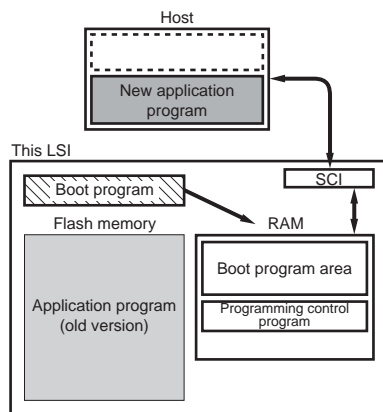 Host
New application
program
This LSI
SCI
Boot program
Flash memory
RAM
Application program
(old version)
Boot program area
Programming control
program